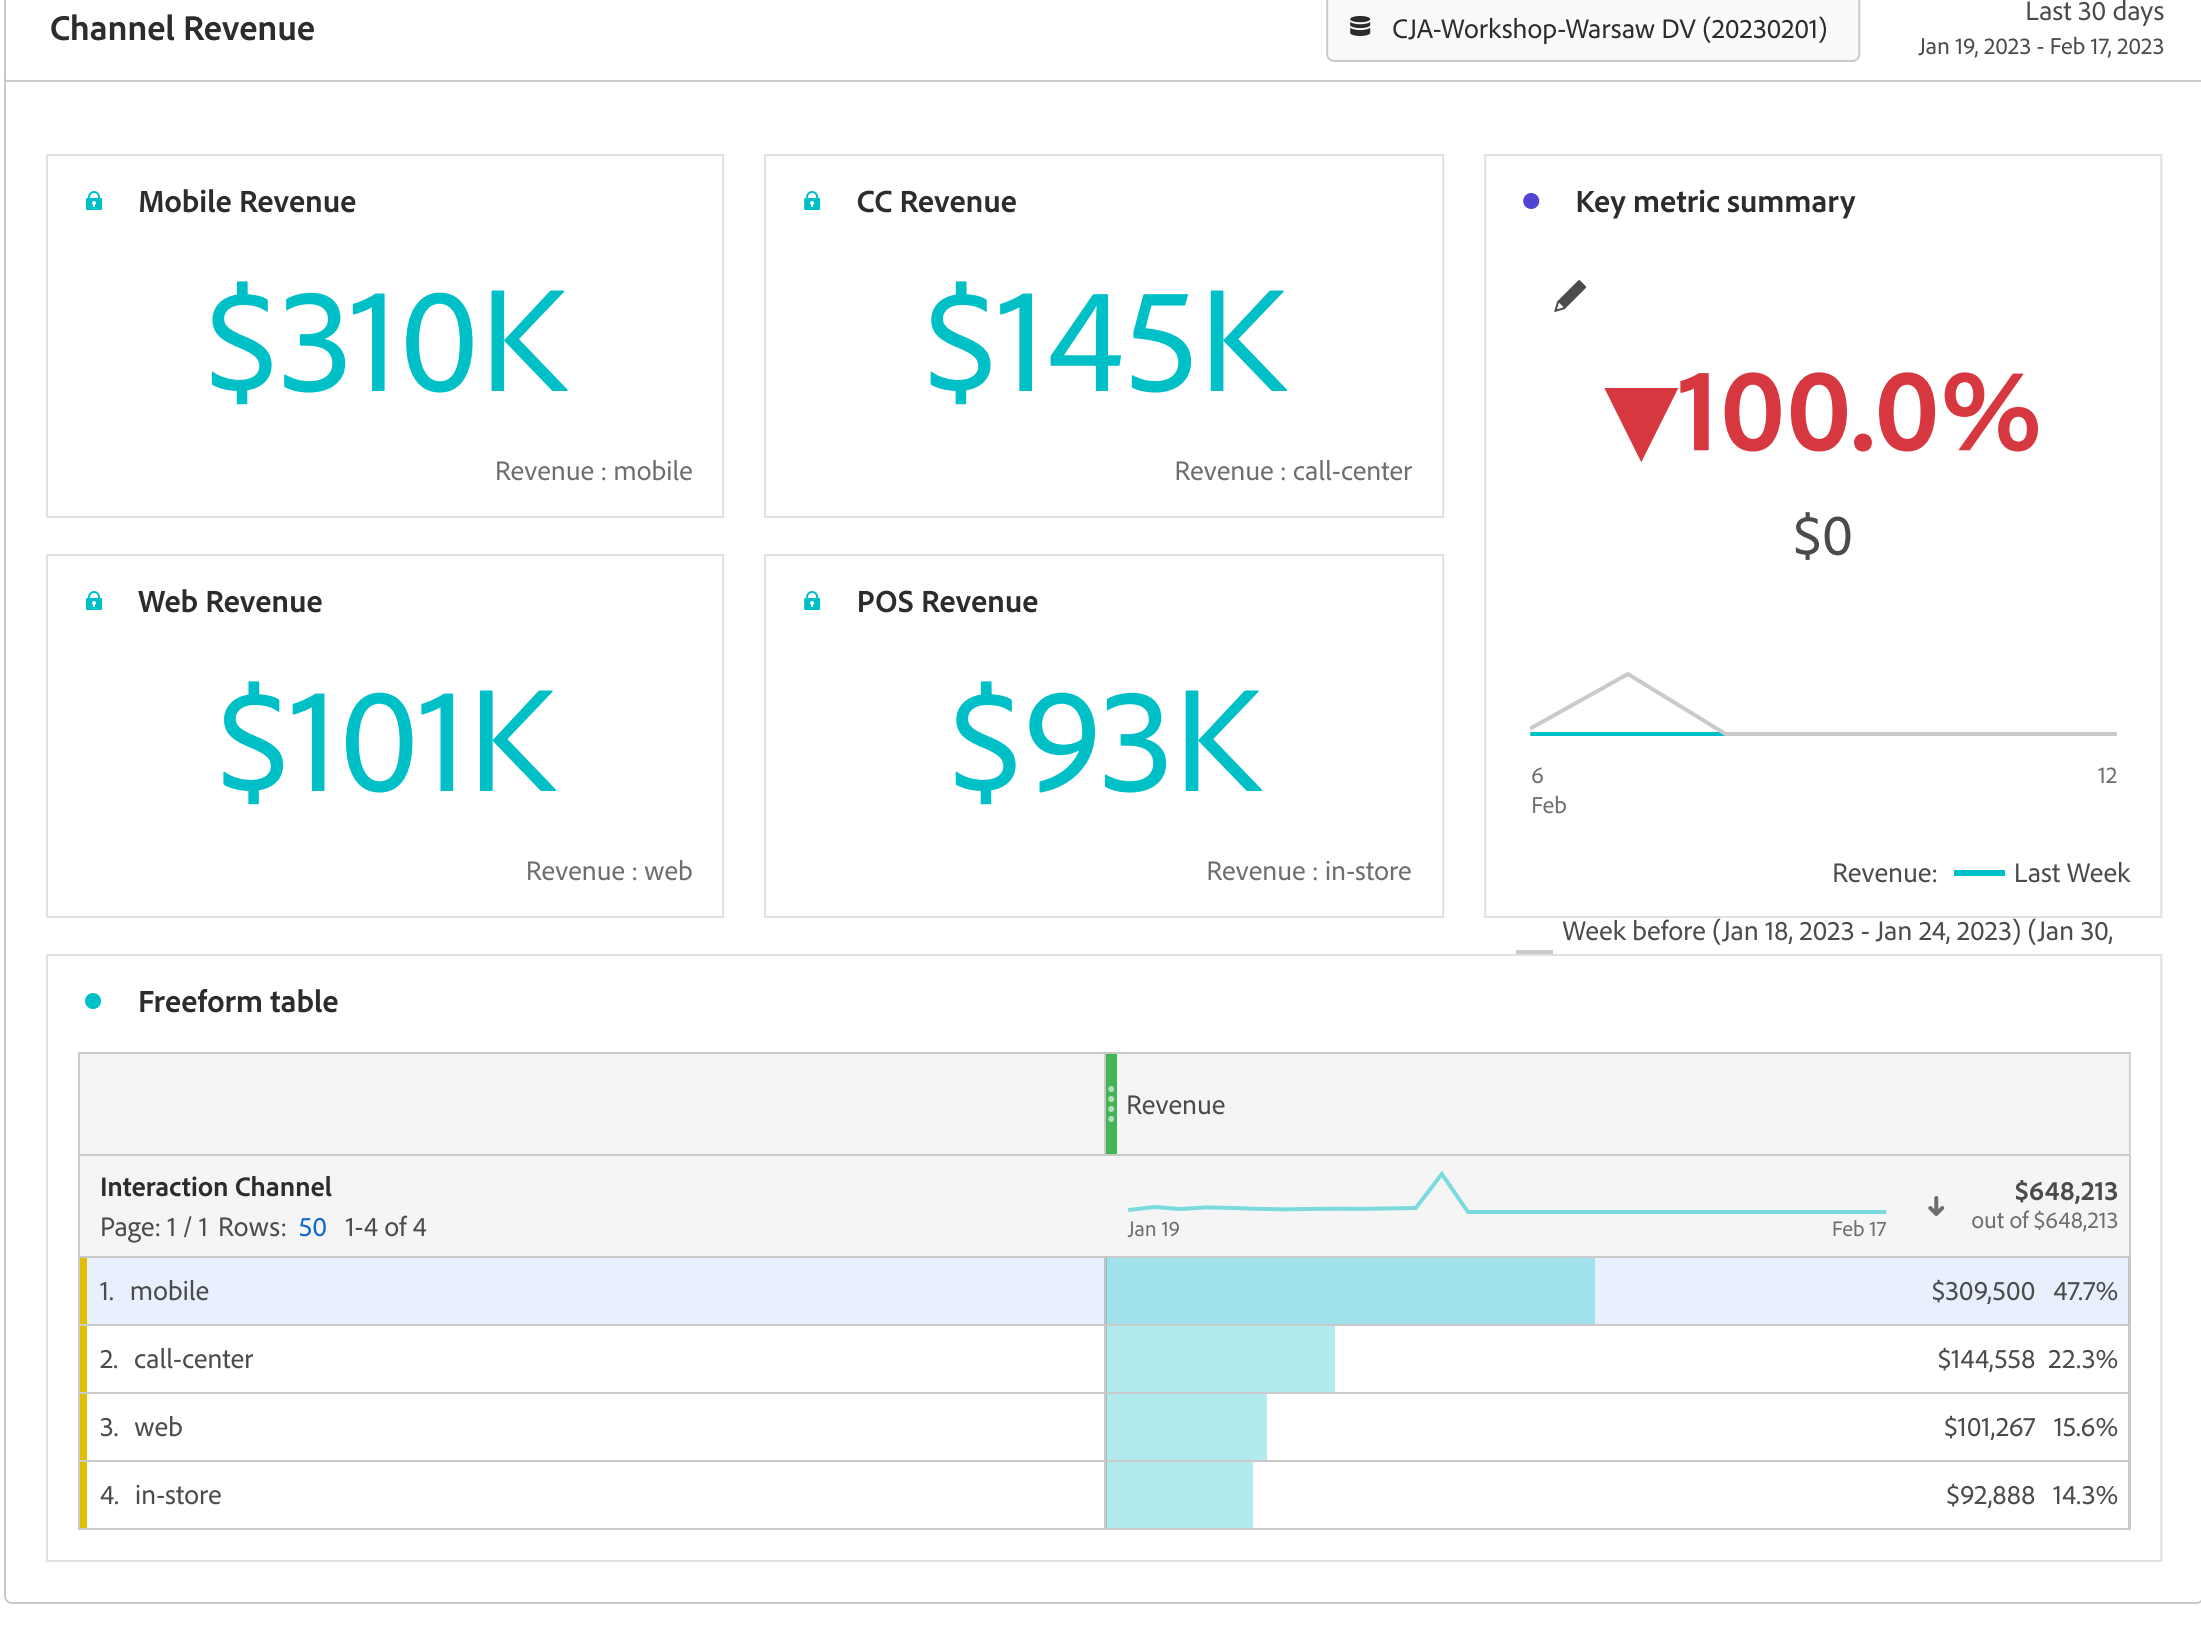 Channel Revenue
CJA-Workshop-Warsaw DV (20230201)
Last 30 days
Jan 19, 2023 - Feb 17, 2023
Mobile Revenue
$310K
Revenue : mobile
CC Revenue
$145K
Revenue : call-center
Key metric summary
▼100.0%
$0
6
Feb
12
Revenue: Last Week
Week before (Jan 18, 2023 - Jan 24, 2023) (Jan 30,
Web Revenue
$101K
Revenue : web
POS Revenue
$93K
Revenue : in-store
Freeform table
Revenue
Interaction Channel
Page: 1 / 1 Rows: 50 1-4 of 4
Jan 19
Feb 17
$648,213
out of $648,213
1. mobile $309,500 47.7%
2. call-center $144,558 22.3%
3. web $101,267 15.6%
4. in-store $92,888 14.3%